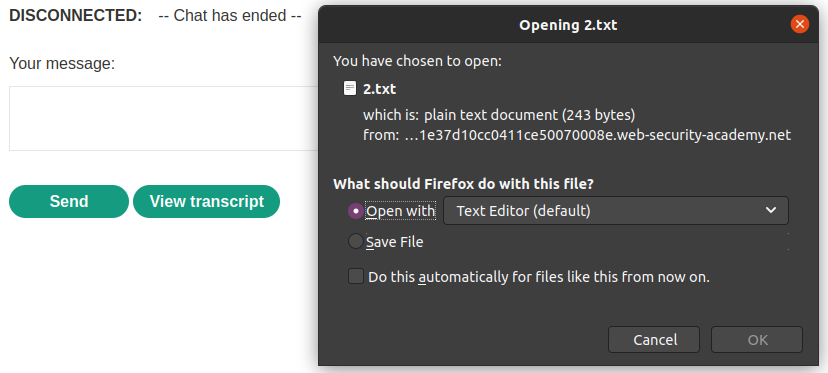 DISCONNECTED: -- Chat has ended --
Your message:
Send View transcript
Opening 2.txt
You have chosen to open:
2.txt
which is: plain text document (243 bytes)
from: …1e37d10cc0411ce50070008e.web-security-academy.net
What should Firefox do with this file?
Open with Text Editor (default)
Save File
Do this automatically for files like this from now on.
Cancel OK